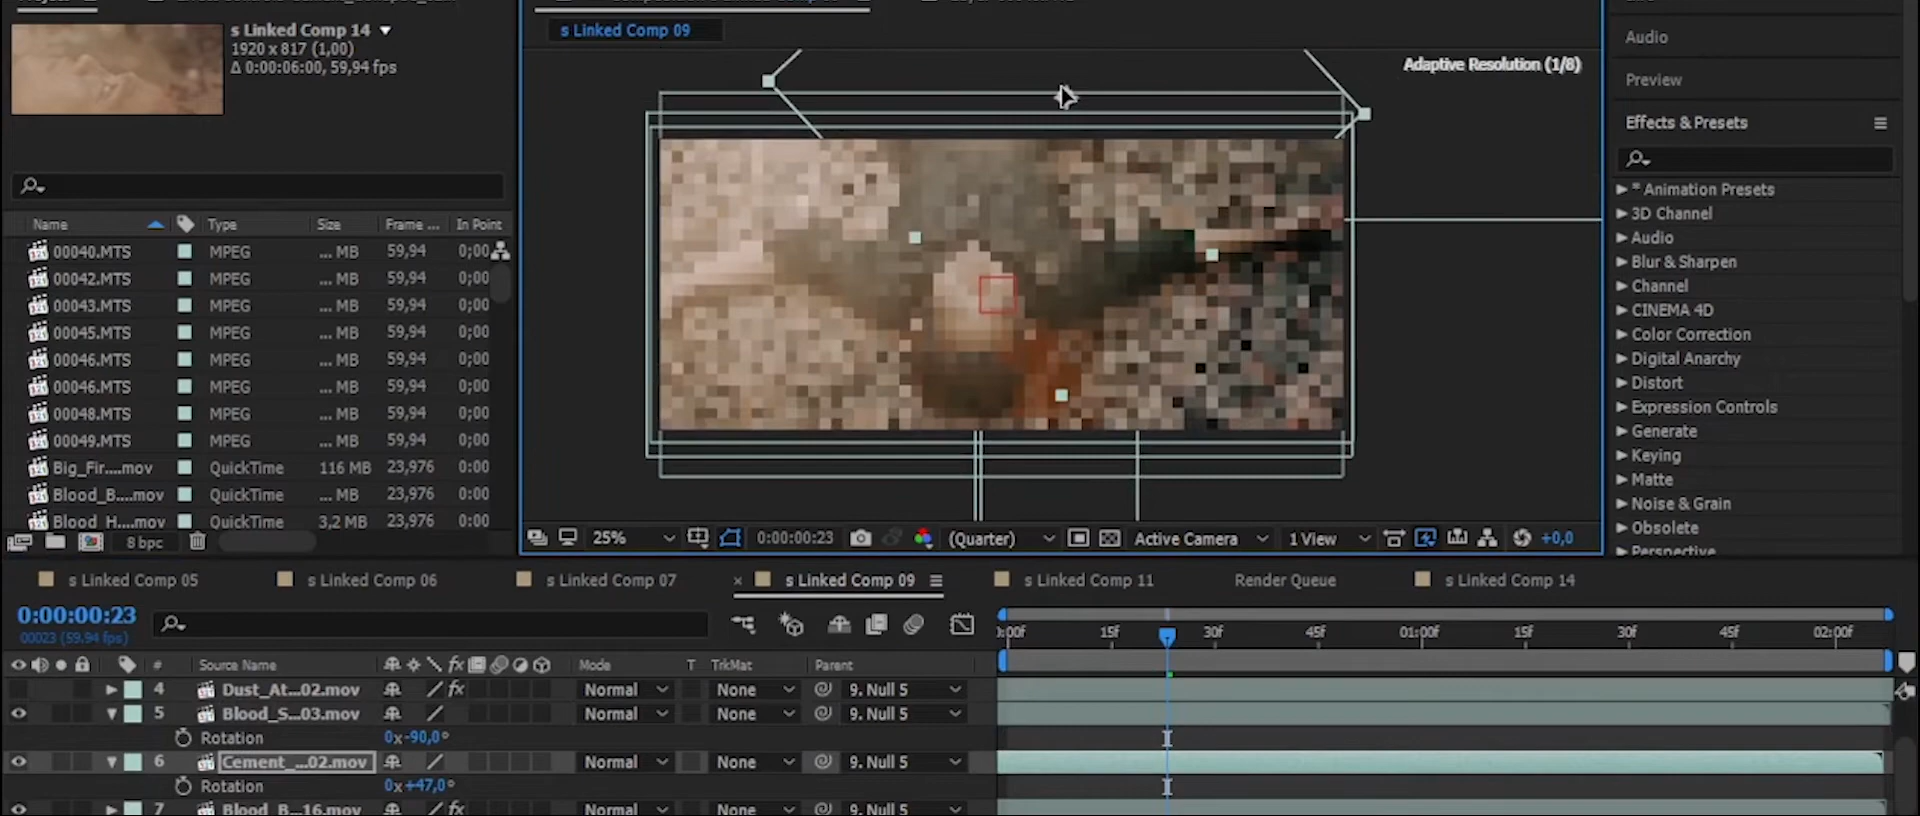 s Linked Comp 14
1920 x 817 (1,00)
Δ 0:00:06:00, 59,94 fps
Name Type Size Frame ... In Point
00040.MTS MPEG ... MB 59,94 0;00
00042.MTS MPEG ... MB 59,94 0;00
00043.MTS MPEG ... MB 59,94 0;00
00045.MTS MPEG ... MB 59,94 0;00
00046.MTS MPEG ... MB 59,94 0;00
00046.MTS MPEG ... MB 59,94 0;00
00048.MTS MPEG ... MB 59,94 0;00
00049.MTS MPEG ... MB 59,94 0;00
Big_Fir....mov QuickTime 116 MB 23,976 0:00
Blood_B....mov QuickTime ... MB 23,976 0:00
Blood_H....mov QuickTime 3,2 MB 23,976 0:00
8 bpc
s Linked Comp 09
Adaptive Resolution (1/8)
25% 0:00:00:23 (Quarter) Active Camera 1 View +0,0
Audio
Preview
Effects & Presets
* Animation Presets
3D Channel
Audio
Blur & Sharpen
Channel
CINEMA 4D
Color Correction
Digital Anarchy
Distort
Expression Controls
Generate
Keying
Matte
Noise & Grain
Obsolete
Perspective
s Linked Comp 05 s Linked Comp 06 s Linked Comp 07 × s Linked Comp 09 s Linked Comp 11 Render Queue s Linked Comp 14
0:00:00:23
00023 (59.94 fps)
:00f 15f 30f 45f 01:00f 15f 30f 45f 02:00f
# Source Name fx Mode T TrkMat Parent
4 Dust_At...02.mov fx Normal None 9. Null 5
5 Blood_S...03.mov Normal None 9. Null 5
Rotation 0x-90,0°
6 Cement_...02.mov Normal None 9. Null 5
Rotation 0x+47,0°
7 Blood_B...16.mov fx Normal None 9. Null 5